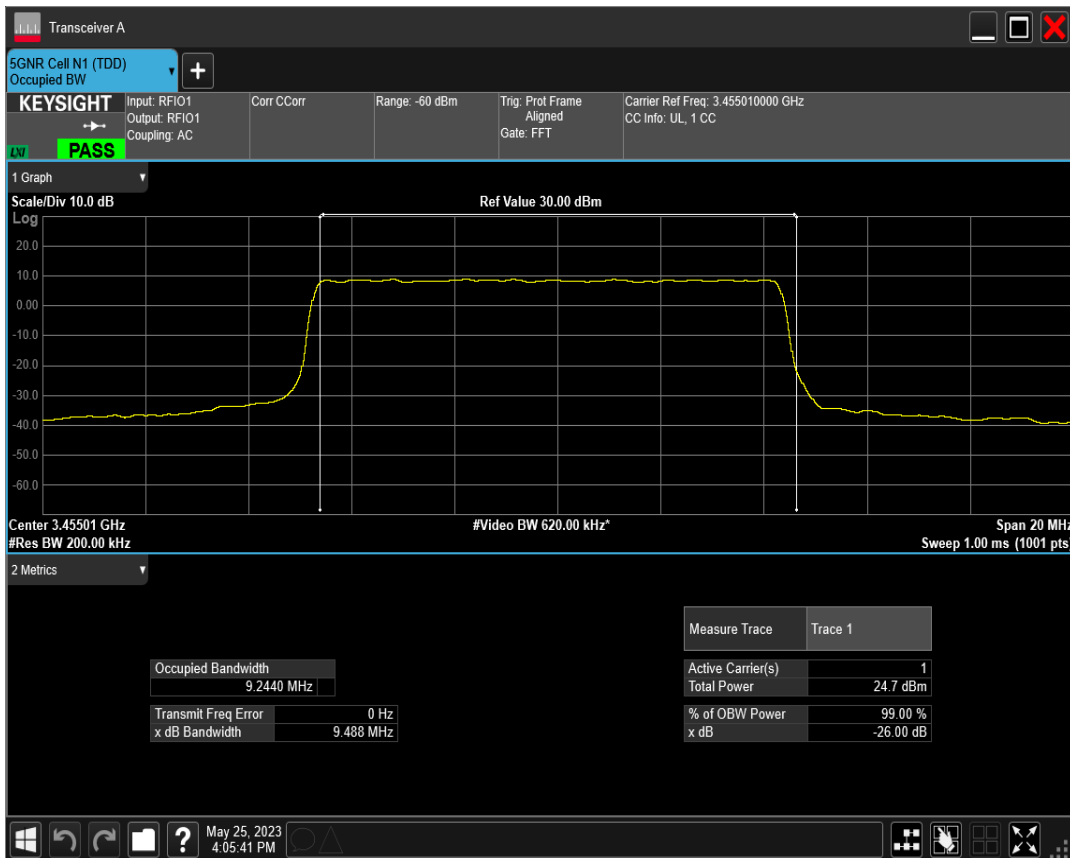 Transceiver A
5GNR Cell N1 (TDD)
Occupied BW
KEYSIGHT
LXI
PASS
Input: RFIO1
Output: RFIO1
Coupling: AC
Corr CCorr
Range: -60 dBm
Trig: Prot Frame
Aligned
Gate: FFT
Carrier Ref Freq: 3.455010000 GHz
CC Info: UL, 1 CC
1 Graph
Scale/Div 10.0 dB
Ref Value 30.00 dBm
Log
20.0
10.0
0.00
-10.0
-20.0
-30.0
-40.0
-50.0
-60.0
Center 3.45501 GHz
#Video BW 620.00 kHz*
Span 20 MHz
#Res BW 200.00 kHz
Sweep 1.00 ms (1001 pts)
2 Metrics
Measure Trace Trace 1
Occupied Bandwidth
9.2440 MHz
Active Carrier(s) 1
Total Power 24.7 dBm
Transmit Freq Error 0 Hz
x dB Bandwidth 9.488 MHz
% of OBW Power 99.00 %
x dB -26.00 dB
?
May 25, 2023
4:05:41 PM